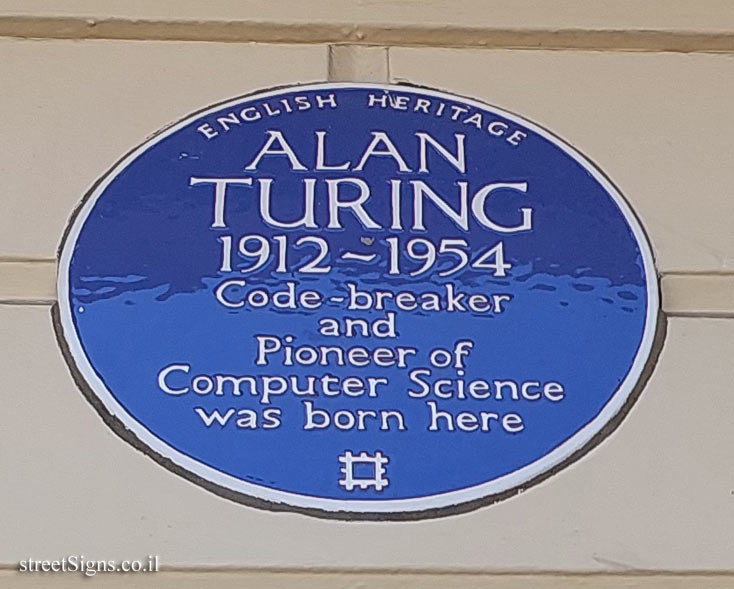 ENGLISH HERITAGE
ALAN
TURING
1912~1954
Code-breaker
and
Pioneer of
Computer Science
was born here
streetSigns.co.il